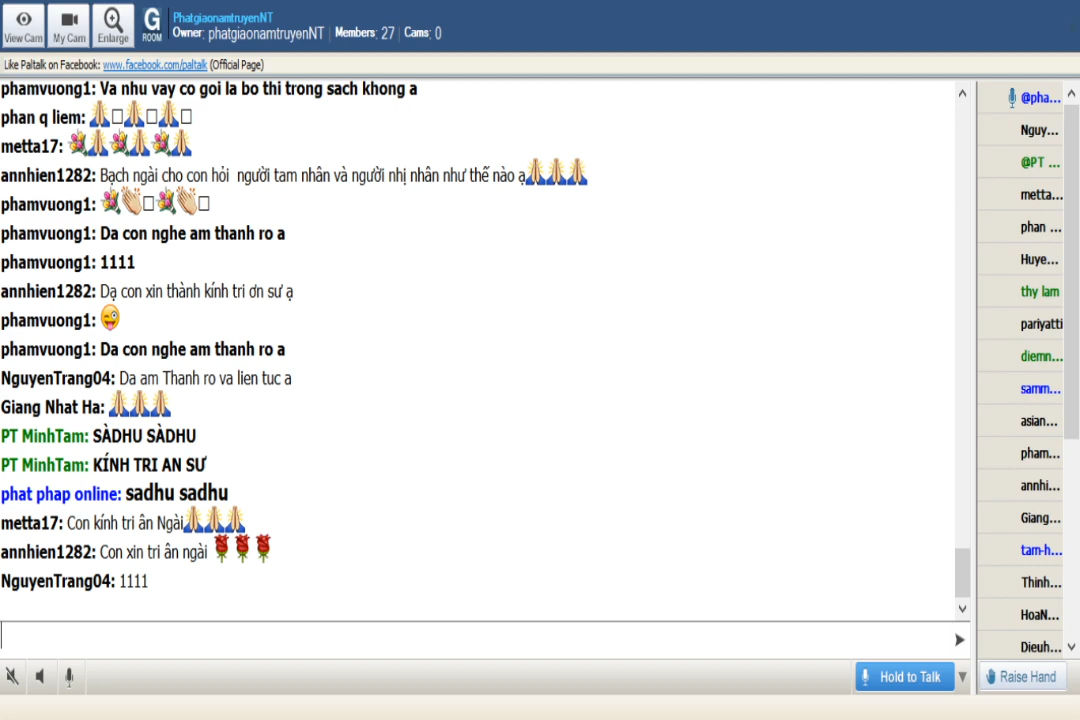 View Cam
My Cam
Enlarge
G
ROOM
PhatgiaonamtruyenNT
Owner: phatgiaonamtruyenNT | Members: 27 | Cams: 0
Like Paltalk on Facebook: www.facebook.com/paltalk (Official Page)
phamvuong1: Va nhu vay co goi la bo thi trong sach khong a
phan q liem:
metta17:
annhien1282: Bạch ngài cho con hỏi người tam nhân và người nhị nhân như thế nào ạ
phamvuong1:
phamvuong1: Da con nghe am thanh ro a
phamvuong1: 1111
annhien1282: Dạ con xin thành kính tri ơn sư ạ
phamvuong1:
phamvuong1: Da con nghe am thanh ro a
NguyenTrang04: Da am Thanh ro va lien tuc a
Giang Nhat Ha:
PT MinhTam: SÀDHU SÀDHU
PT MinhTam: KÍNH TRI AN SƯ
phat phap online: sadhu sadhu
metta17: Con kính tri ân Ngài
annhien1282: Con xin tri ân ngài
NguyenTrang04: 1111
@pha...
Nguy...
@PT ...
metta...
phan ...
Huye...
thy lam
pariyatti
diemn...
samm...
asian...
pham...
annhi...
Giang...
tam-h...
Thinh...
HoaN...
Dieuh...
Hold to Talk
Raise Hand